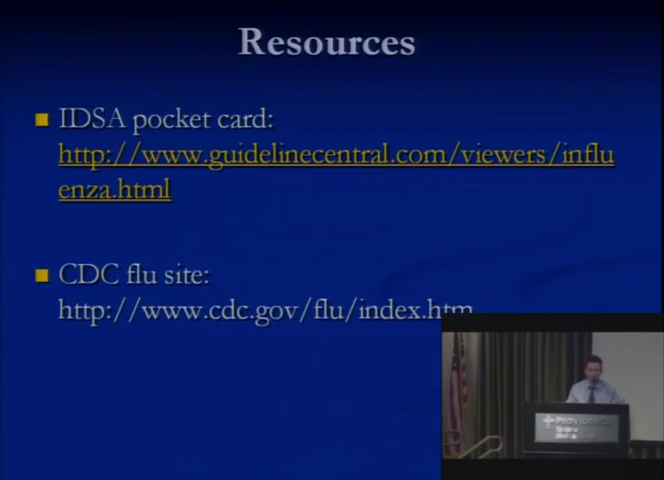 Resources
IDSA pocket card:
http://www.guidelinecentral.com/viewers/influ
enza.html
CDC flu site:
http://www.cdc.gov/flu/index.htm
PROVIDENCE